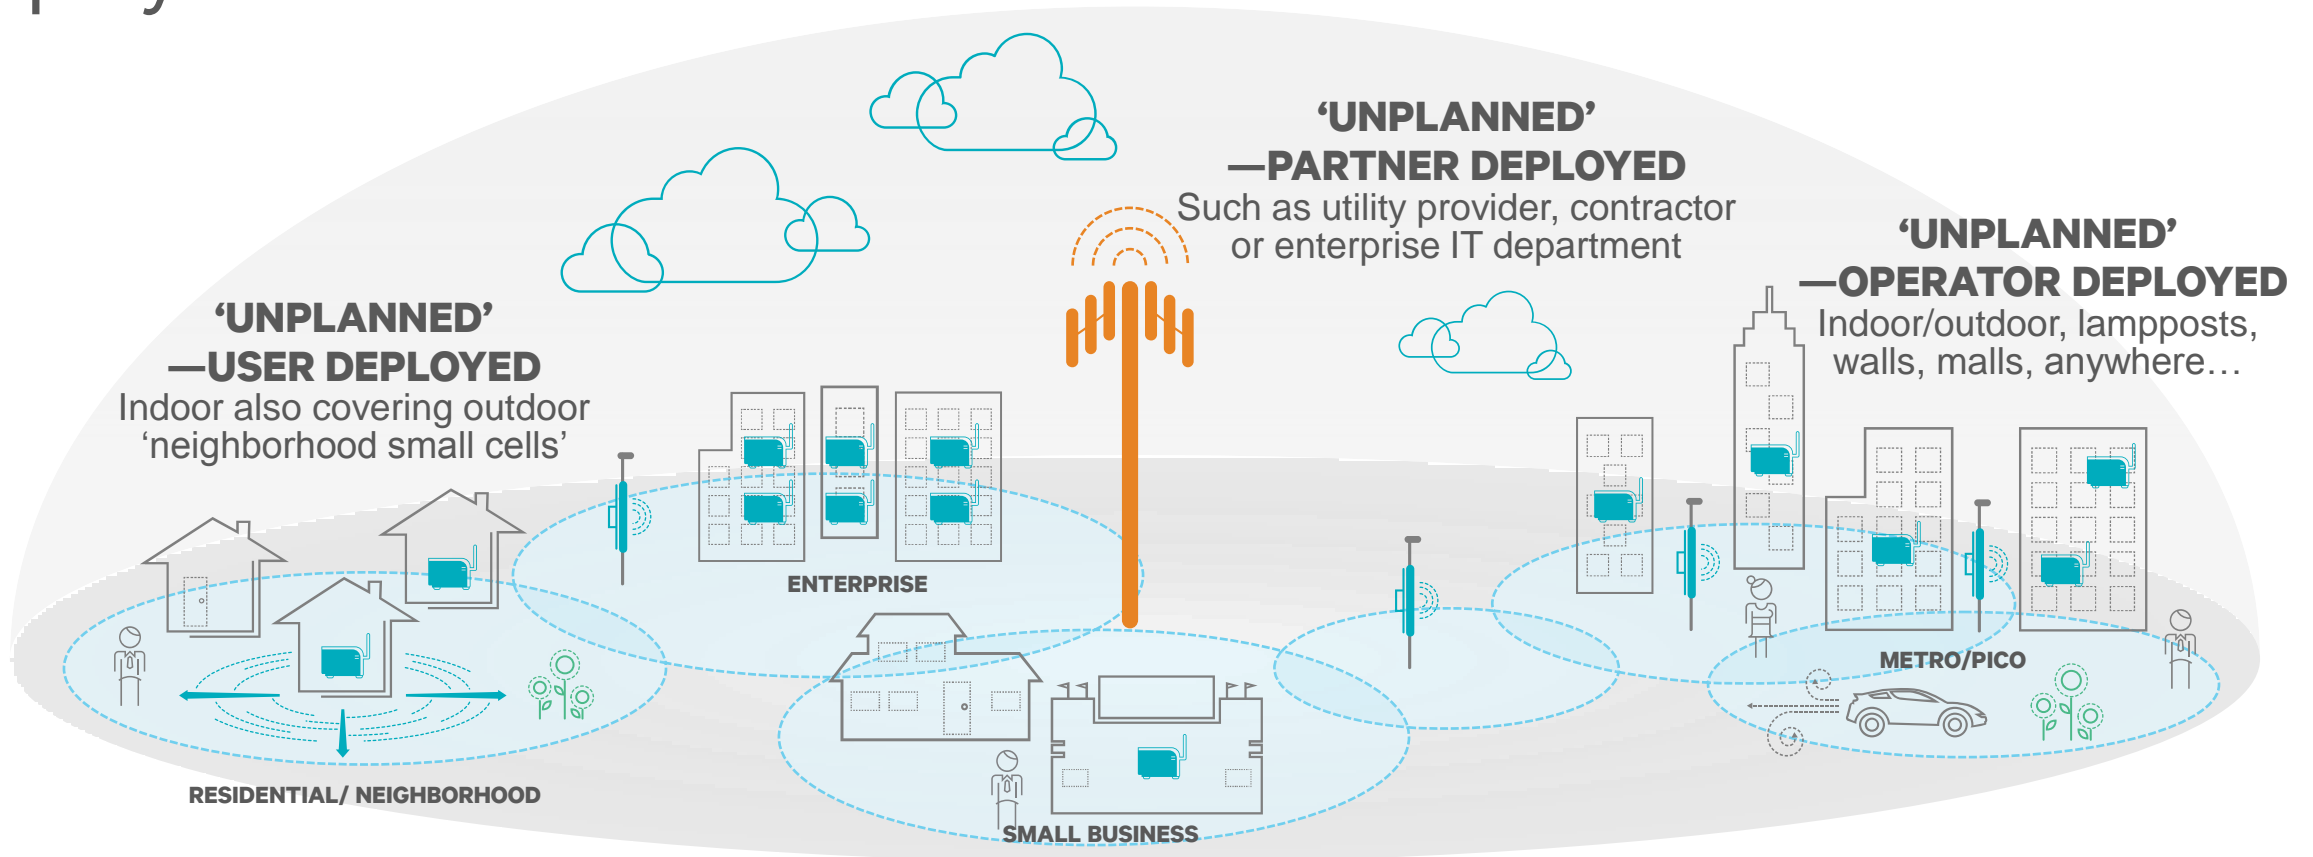 ‘UNPLANNED’
—PARTNER DEPLOYED
Such as utility provider, contractor
or enterprise IT department
‘UNPLANNED’
—OPERATOR DEPLOYED
Indoor/outdoor, lampposts,
walls, malls, anywhere…
‘UNPLANNED’
—USER DEPLOYED
Indoor also covering outdoor
‘neighborhood small cells’
ENTERPRISE
METRO/PICO
RESIDENTIAL/ NEIGHBORHOOD
SMALL BUSINESS